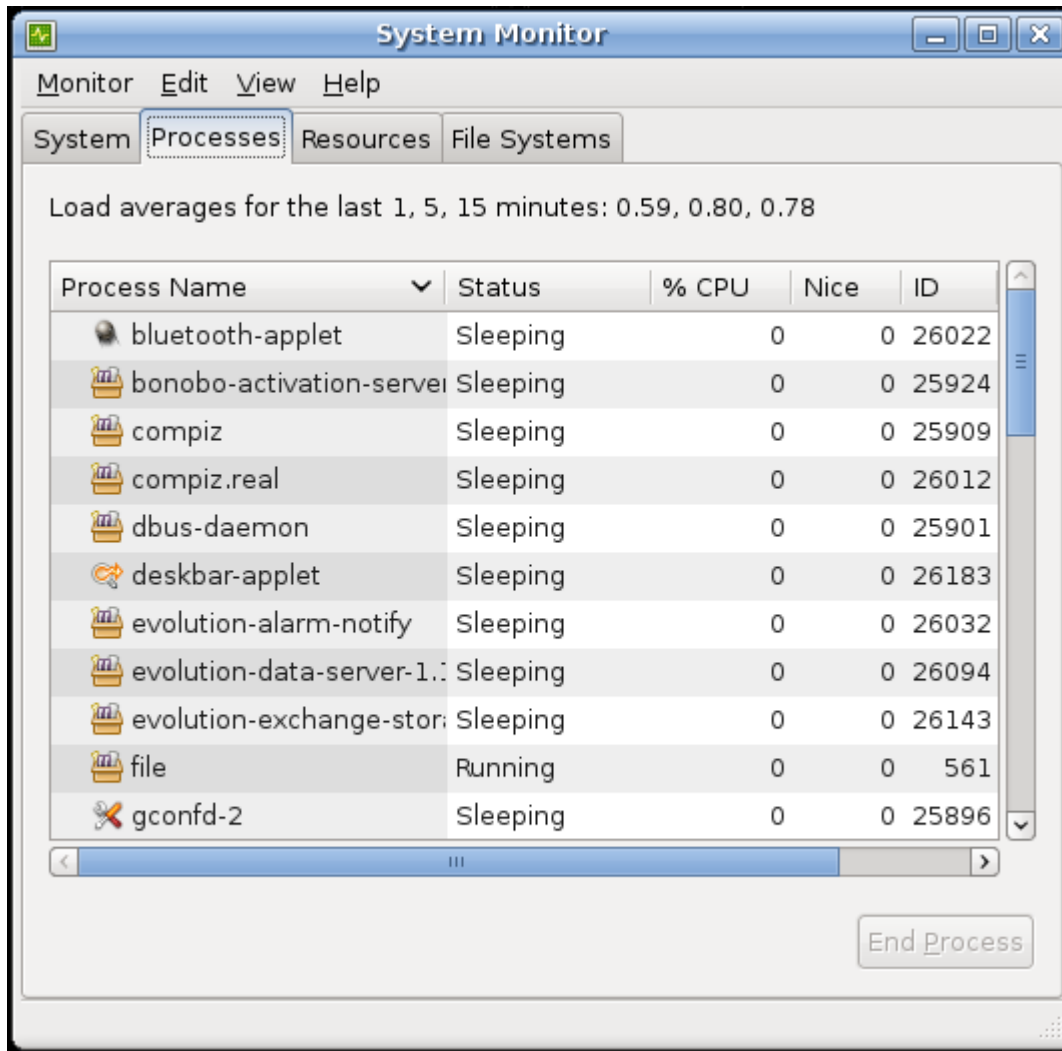 System Monitor
Monitor Edit View Help
System Processes Resources File Systems
Load averages for the last 1, 5, 15 minutes: 0.59, 0.80, 0.78
Process Name Status % CPU Nice ID
bluetooth-applet Sleeping 0 0 26022
bonobo-activation-server Sleeping 0 0 25924
compiz Sleeping 0 0 25909
compiz.real Sleeping 0 0 26012
dbus-daemon Sleeping 0 0 25901
deskbar-applet Sleeping 0 0 26183
evolution-alarm-notify Sleeping 0 0 26032
evolution-data-server-1. Sleeping 0 0 26094
evolution-exchange-stor Sleeping 0 0 26143
file Running 0 0 561
gconfd-2 Sleeping 0 0 25896
End Process